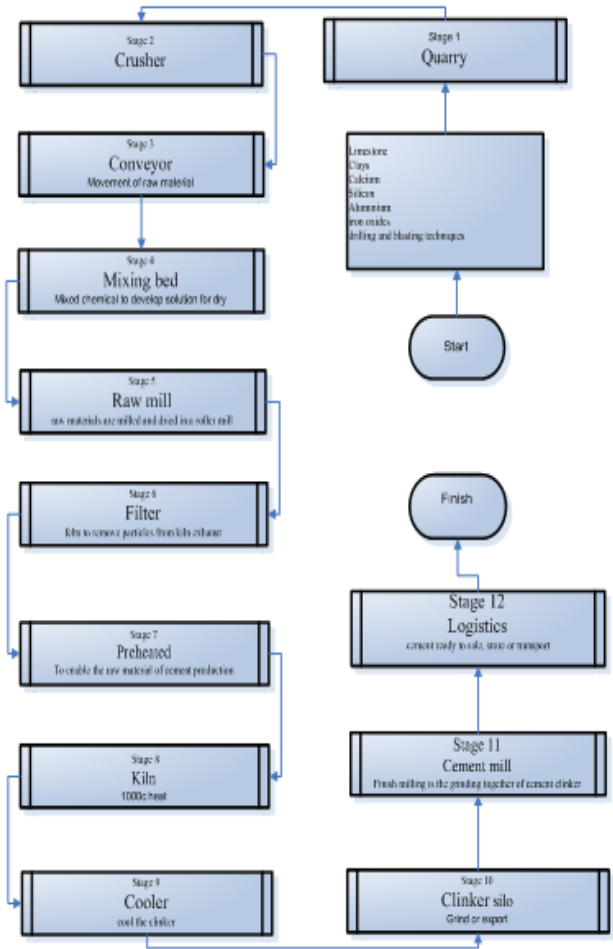 Start
Limestone
Clays
Calcium
Silicon
Aluminium
iron oxides
drilling and blasting techniques
Stage 1
Quarry
Stage 2
Crusher
Stage 3
Conveyor
Movement of raw material
Stage 4
Mixing bed
Mixed chemical to develop solution for dry
Stage 5
Raw mill
raw materials are milled and dried in a roller mill
Stage 6
Filter
to remove particles from kiln exhaust
Stage 7
Preheated
To enable the raw material of cement production
Stage 8
Kiln
1000c heat
Stage 9
Cooler
cool the clinker
Stage 10
Clinker silo
Grind or export
Stage 11
Cement mill
Finish milling is the grinding together of cement clinker
Stage 12
Logistics
cement ready to sale, store or transport
Finish